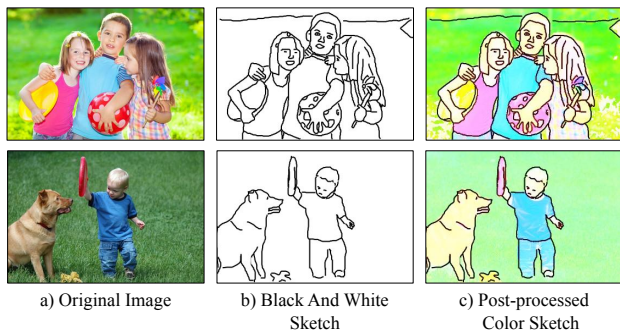 a) Original Image
b) Black And White
Sketch
c) Post-processed
Color Sketch